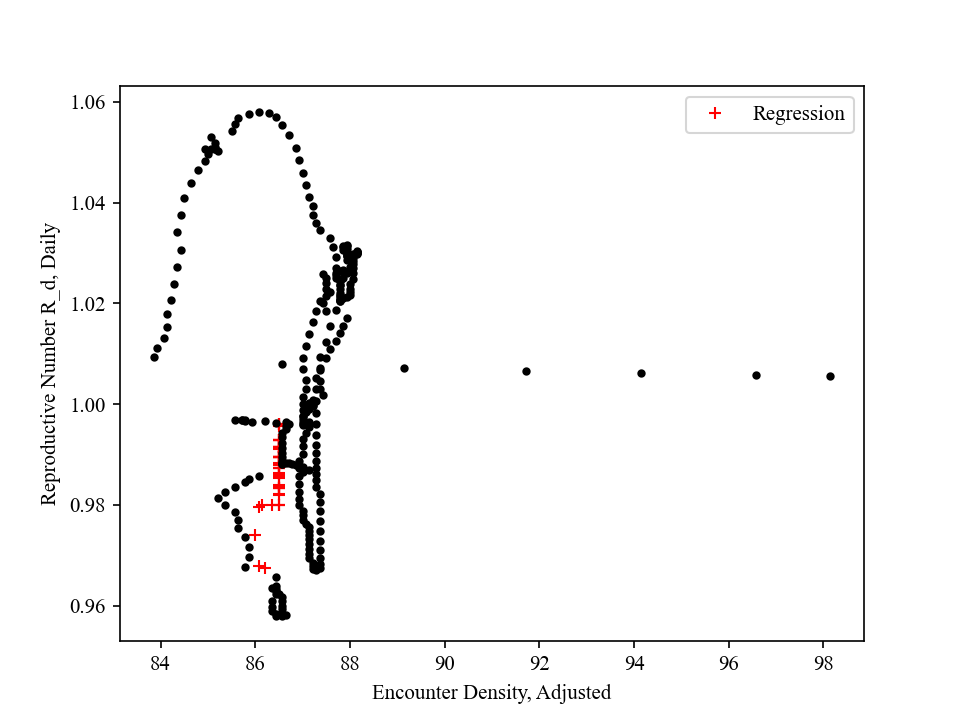 Regression
1.06
1.04
1.02
1.00
0.98
0.96
Reproductive Number R_d, Daily
84 86 88 90 92 94 96 98
Encounter Density, Adjusted